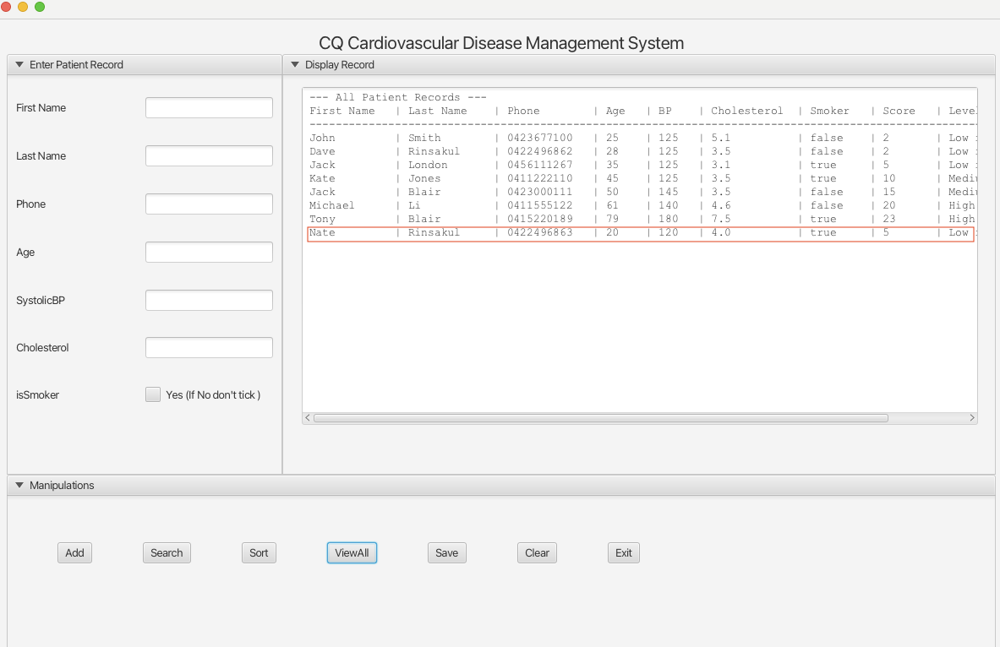 CQ Cardiovascular Disease Management System
Enter Patient Record
First Name
Last Name
Phone
Age
SystolicBP
Cholesterol
isSmoker Yes (If No don't tick )
Display Record
--- All Patient Records ---
First Name | Last Name | Phone | Age | BP | Cholesterol | Smoker | Score | Level
--------------------------------------------------------------------------------
John | Smith | 0423677100 | 25 | 125 | 5.1 | false | 2 | Low
Dave | Rinsakul | 0422496862 | 28 | 125 | 3.5 | false | 2 | Low
Jack | London | 0456111267 | 35 | 125 | 3.1 | true | 5 | Low
Kate | Jones | 0411222110 | 45 | 125 | 3.5 | true | 10 | Mediu
Jack | Blair | 0423000111 | 50 | 145 | 3.5 | false | 15 | Mediu
Michael | Li | 0411555122 | 61 | 140 | 4.6 | false | 20 | High
Tony | Blair | 0415220189 | 79 | 180 | 7.5 | true | 23 | High
Nate | Rinsakul | 0422496863 | 20 | 120 | 4.0 | true | 5 | Low
Manipulations
Add Search Sort ViewAll Save Clear Exit